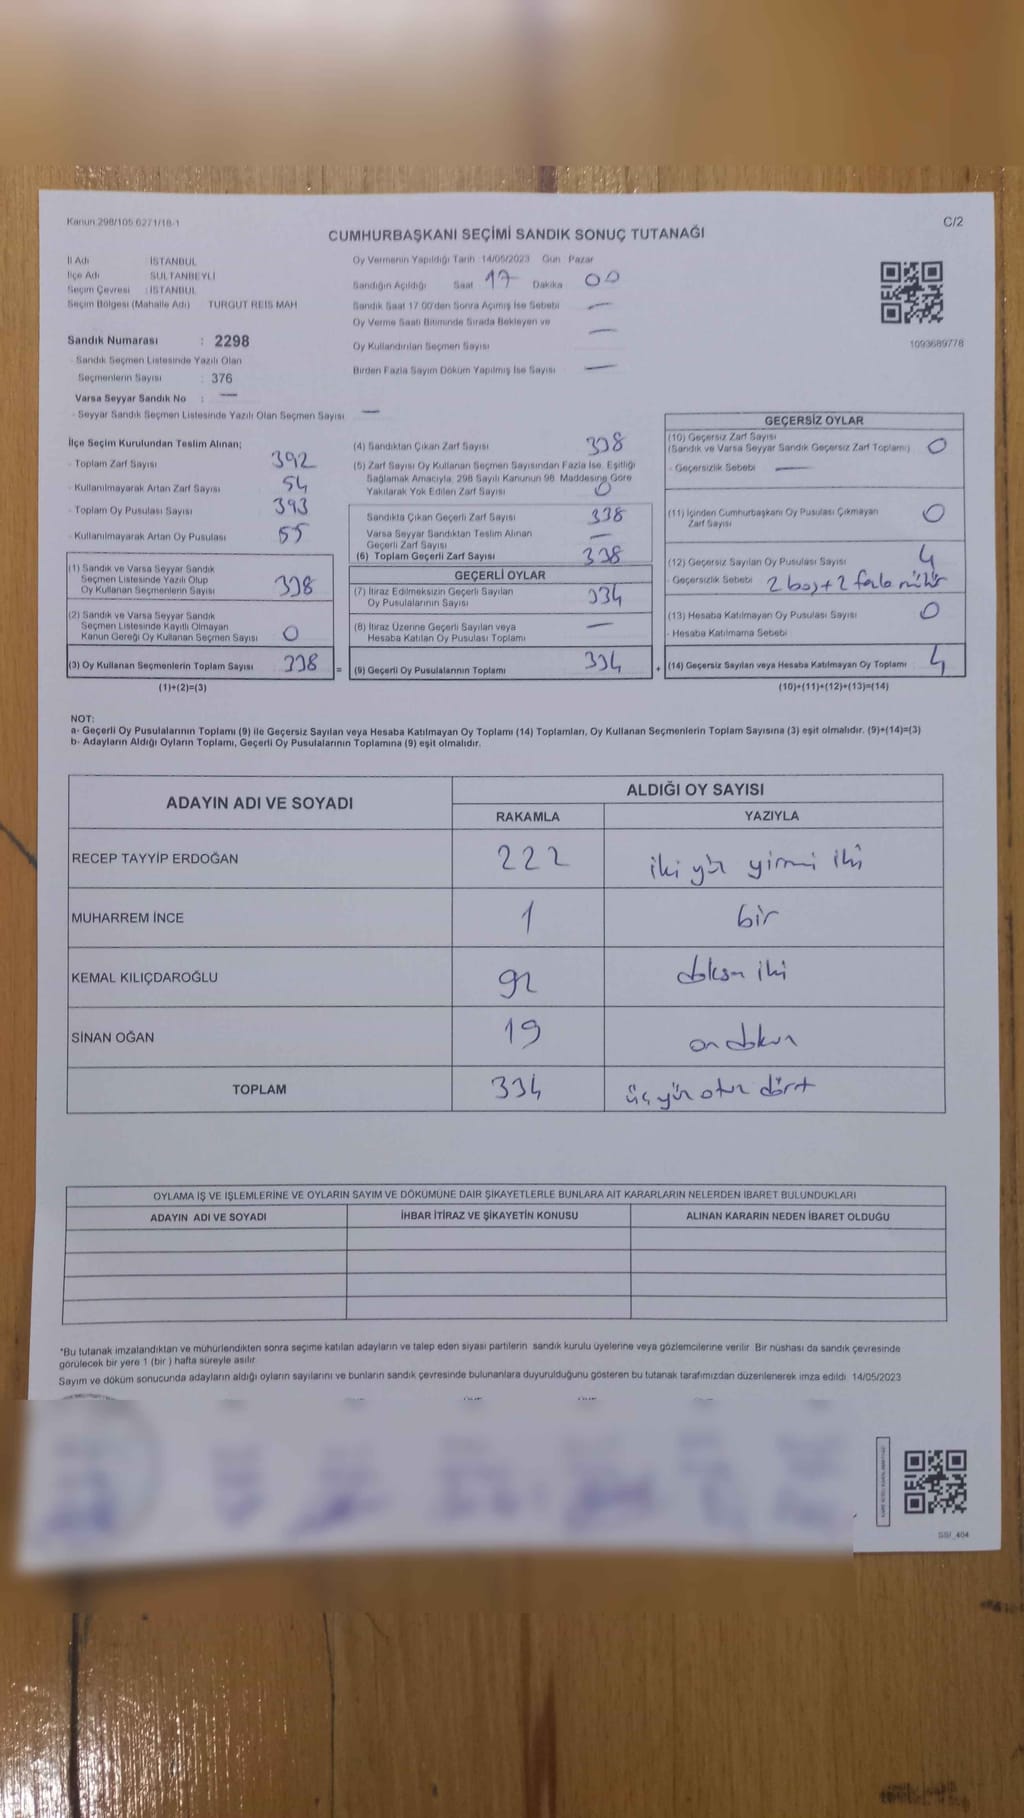 Kanun:298/105 6271/18-1
C/2
CUMHURBAŞKANI SEÇİMİ SANDIK SONUÇ TUTANAĞI
İl Adı : İSTANBUL
İlçe Adı : SULTANBEYLİ
Seçim Çevresi : İSTANBUL
Seçim Bölgesi (Mahalle Adı) TURGUT REİS MAH
Sandık Numarası : 2298
- Sandık Seçmen Listesinde Yazılı Olan
Seçmenlerin Sayısı : 376
Varsa Seyyar Sandık No : —
- Seyyar Sandık Seçmen Listesinde Yazılı Olan Seçmen Sayısı —
Oy Vermenin Yapıldığı Tarih :14/05/2023 Gün Pazar
Sandığın Açıldığı Saat 17 Dakika 00
Sandık Saat 17:00'den Sonra Açımış İse Sebebi —
Oy Verme Saati Bitiminde Sırada Bekleyen ve
Oy Kullandırılan Seçmen Sayısı —
Birden Fazla Sayım Döküm Yapılmış İse Sayısı —
1093689778
İlçe Seçim Kurulundan Teslim Alınan;
- Toplam Zarf Sayısı 392
- Kullanılmayarak Artan Zarf Sayısı 54
- Toplam Oy Pusulası Sayısı 393
- Kullanılmayarak Artan Oy Pusulası 55
(1) Sandık ve Varsa Seyyar Sandık
Seçmen Listesinde Yazılı Olup
Oy Kullanan Seçmenlerin Sayısı 338
(2) Sandık ve Varsa Seyyar Sandık
Seçmen Listesinde Kayıtlı Olmayan
Kanun Gereği Oy Kullanan Seçmen Sayısı 0
(3) Oy Kullanan Seçmenlerin Toplam Sayısı 338 =
(1)+(2)=(3)
(4) Sandıktan Çıkan Zarf Sayısı 338
(5) Zarf Sayısı Oy Kullanan Seçmen Sayısından Fazla İse, Eşitliği
Sağlamak Amacıyla, 298 Sayılı Kanunun 98. Maddesine Göre
Yakılarak Yok Edilen Zarf Sayısı 0
Sandıkta Çıkan Geçerli Zarf Sayısı 338
Varsa Seyyar Sandıktan Teslim Alınan
Geçerli Zarf Sayısı —
(6) Toplam Geçerli Zarf Sayısı 338
GEÇERLİ OYLAR
(7) İtiraz Edilmeksizin Geçerli Sayılan
Oy Pusulalarının Sayısı 334
(8) İtiraz Üzerine Geçerli Sayılan veya
Hesaba Katılan Oy Pusulası Toplamı —
(9) Geçerli Oy Pusulalarının Toplamı 334 +
GEÇERSİZ OYLAR
(10) Geçersiz Zarf Sayısı
(Sandık ve Varsa Seyyar Sandık Geçersiz Zarf Toplamı) 0
- Geçersizlik Sebebi —
(11) İçinden Cumhurbaşkanı Oy Pusulası Çıkmayan
Zarf Sayısı 0
(12) Geçersiz Sayılan Oy Pusulası Sayısı 4
- Geçersizlik Sebebi 2 boş + 2 fazla mühür
(13) Hesaba Katılmayan Oy Pusulası Sayısı 0
- Hesaba Katılmama Sebebi
(14) Geçersiz Sayılan veya Hesaba Katılmayan Oy Toplamı 4
(10)+(11)+(12)+(13)=(14)
NOT:
a- Geçerli Oy Pusulalarının Toplamı (9) ile Geçersiz Sayılan veya Hesaba Katılmayan Oy Toplamı (14) Toplamları, Oy Kullanan Seçmenlerin Toplam Sayısına (3) eşit olmalıdır. (9)+(14)=(3)
b- Adayların Aldığı Oyların Toplamı, Geçerli Oy Pusulalarının Toplamına (9) eşit olmalıdır.
ADAYIN ADI VE SOYADI
ALDIĞI OY SAYISI
RAKAMLA YAZIYLA
RECEP TAYYİP ERDOĞAN 222 iki yüz yirmi iki
MUHARREM İNCE 1 bir
KEMAL KILIÇDAROĞLU 92 doksan iki
SİNAN OĞAN 19 on dokuz
TOPLAM 334 üç yüz otuz dört
OYLAMA İŞ VE İŞLEMLERİNE VE OYLARIN SAYIM VE DÖKÜMÜNE DAİR ŞİKAYETLERLE BUNLARA AİT KARARLARIN NELERDEN İBARET BULUNDUKLARI
ADAYIN ADI VE SOYADI İHBAR İTİRAZ VE ŞİKAYETİN KONUSU ALINAN KARARIN NEDEN İBARET OLDUĞU
*Bu tutanak imzalandıktan ve mühürlendikten sonra seçime katılan adayların ve talep eden siyasi partilerin sandık kurulu üyelerine veya gözlemcilerine verilir. Bir nüshası da sandık çevresinde
görülecek bir yere 1 (bir ) hafta süreyle asılır.
Sayım ve döküm sonucunda adayların aldığı oyların sayılarını ve bunların sandık çevresinde bulunanlara duyurulduğunu gösteren bu tutanak tarafımızdan düzenlenerek imza edildi. 14/05/2023
SSİ_404